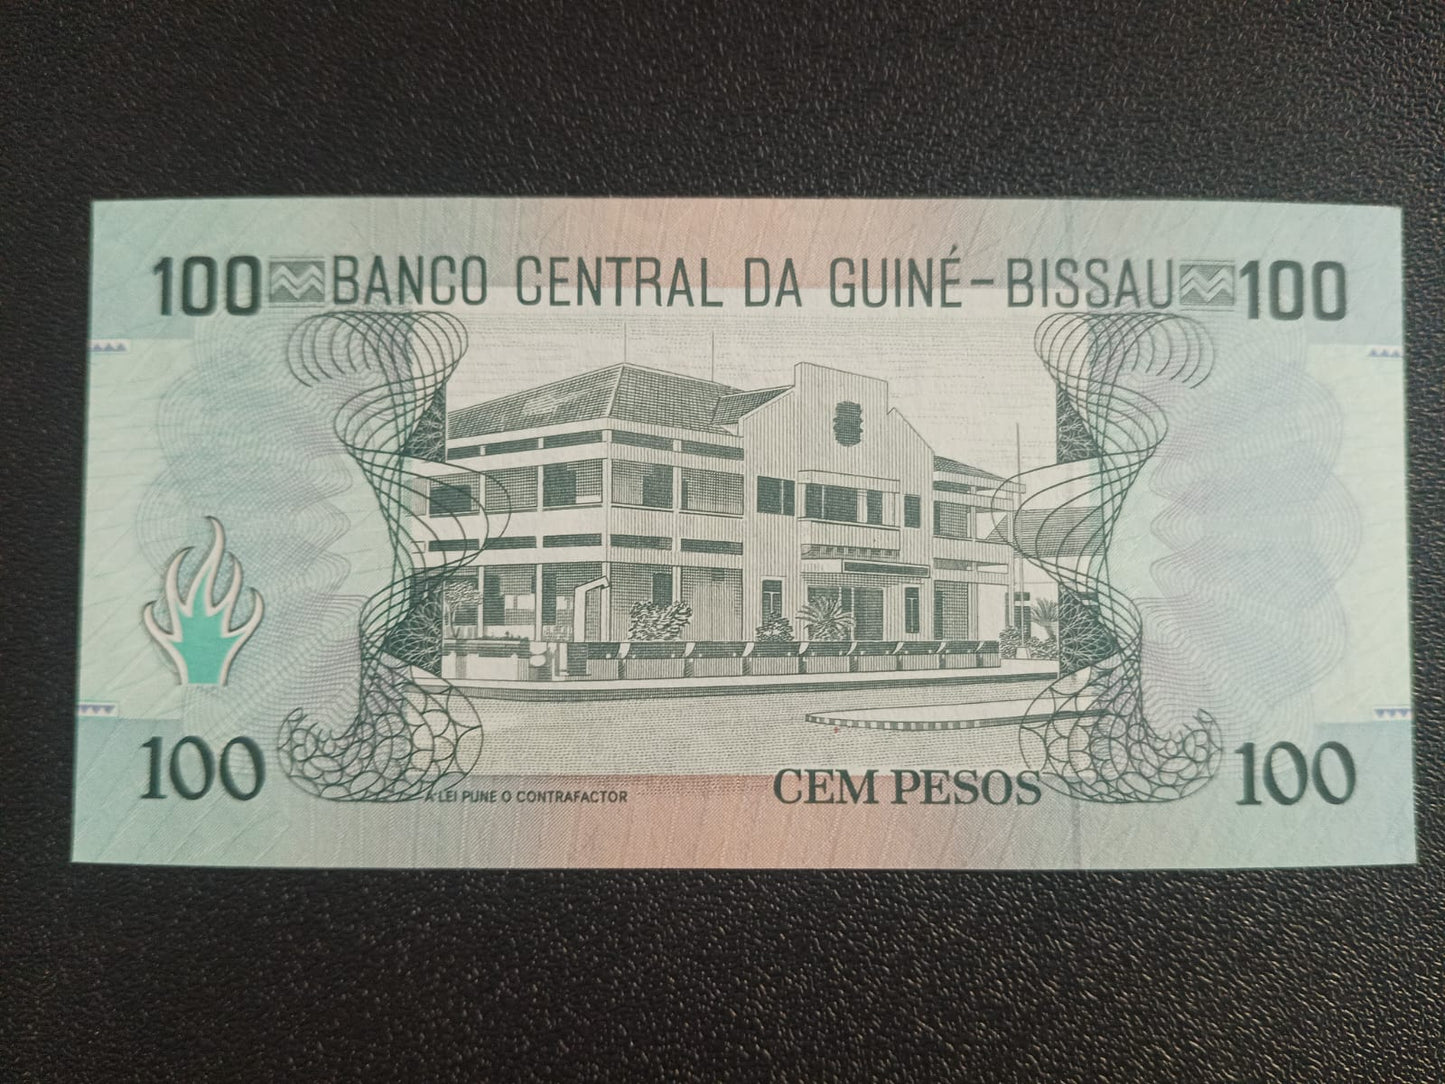 100 BANCO CENTRAL DA GUINÉ-BISSAU 100
100 A LEI PUNE O CONTRAFACTOR CEM PESOS 100